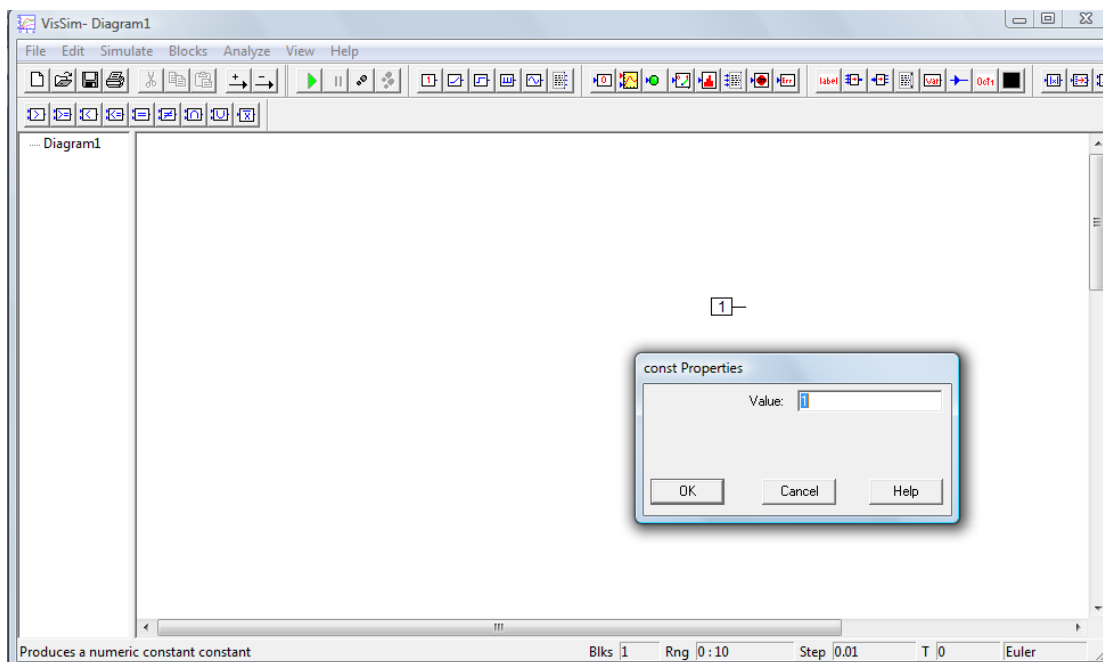 VisSim- Diagram1
File Edit Simulate Blocks Analyze View Help
label var
Diagram1
1
const Properties
Value: 1
OK Cancel Help
Produces a numeric constant constant Blks 1 Rng 0 : 10 Step 0.01 T 0 Euler